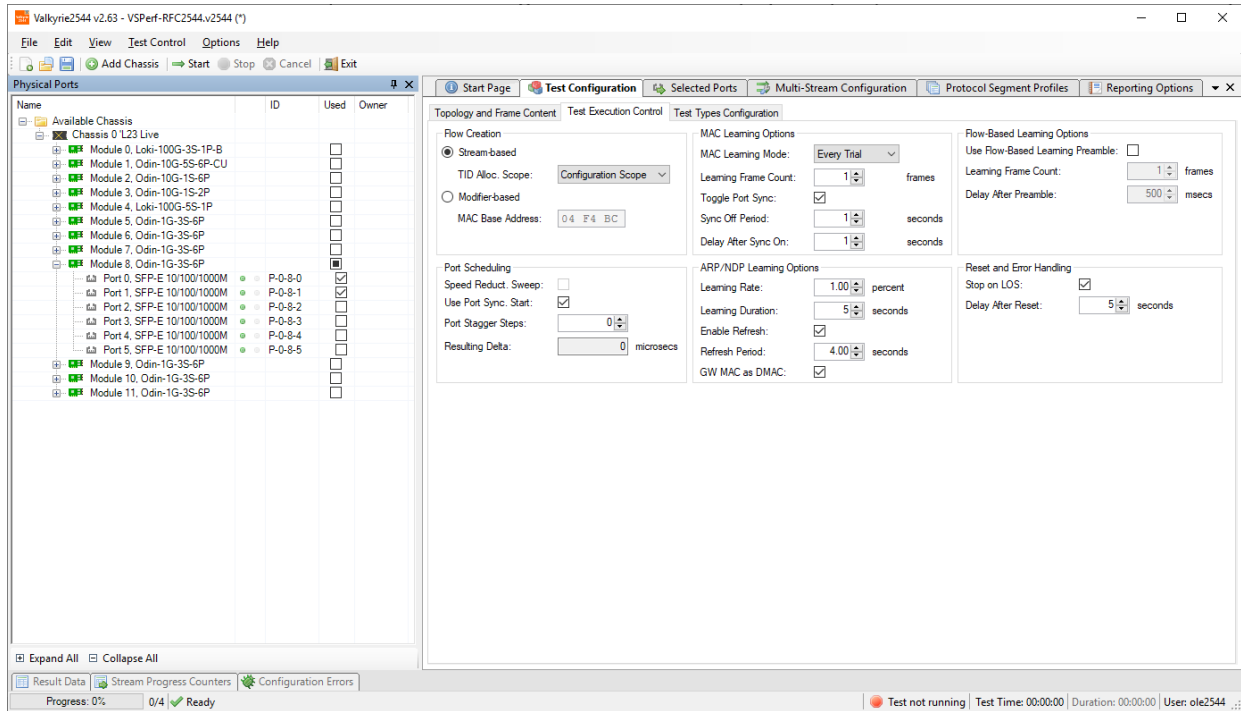 Valkyrie2544 v2.63 - VSPerf-RFC2544.v2544 (*)
File Edit View Test Control Options Help
Add Chassis Start Stop Cancel Exit
Physical Ports
Name ID Used Owner
Available Chassis
Chassis 0 'L23 Live
Module 0, Loki-100G-3S-1P-B
Module 1, Odin-10G-5S-6P-CU
Module 2, Odin-10G-1S-6P
Module 3, Odin-10G-1S-2P
Module 4, Loki-100G-5S-1P
Module 5, Odin-1G-3S-6P
Module 6, Odin-1G-3S-6P
Module 7, Odin-1G-3S-6P
Module 8, Odin-1G-3S-6P
Port 0, SFP-E 10/100/1000M P-0-8-0
Port 1, SFP-E 10/100/1000M P-0-8-1
Port 2, SFP-E 10/100/1000M P-0-8-2
Port 3, SFP-E 10/100/1000M P-0-8-3
Port 4, SFP-E 10/100/1000M P-0-8-4
Port 5, SFP-E 10/100/1000M P-0-8-5
Module 9, Odin-1G-3S-6P
Module 10, Odin-1G-3S-6P
Module 11, Odin-1G-3S-6P
Expand All Collapse All
Start Page Test Configuration Selected Ports Multi-Stream Configuration Protocol Segment Profiles Reporting Options
Topology and Frame Content Test Execution Control Test Types Configuration
Flow Creation
Stream-based
TID Alloc. Scope: Configuration Scope
Modifier-based
MAC Base Address: 04 F4 BC
MAC Learning Options
MAC Learning Mode: Every Trial
Learning Frame Count: 1 frames
Toggle Port Sync:
Sync Off Period: 1 seconds
Delay After Sync On: 1 seconds
Flow-Based Learning Options
Use Flow-Based Learning Preamble:
Learning Frame Count: 1 frames
Delay After Preamble: 500 msecs
Port Scheduling
Speed Reduct. Sweep:
Use Port Sync. Start:
Port Stagger Steps: 0
Resulting Delta: 0 microsecs
ARP/NDP Learning Options
Learning Rate: 1.00 percent
Learning Duration: 5 seconds
Enable Refresh:
Refresh Period: 4.00 seconds
GW MAC as DMAC:
Reset and Error Handling
Stop on LOS:
Delay After Reset: 5 seconds
Result Data Stream Progress Counters Configuration Errors
Progress: 0% 0/4 Ready Test not running Test Time: 00:00:00 Duration: 00:00:00 User: ole2544